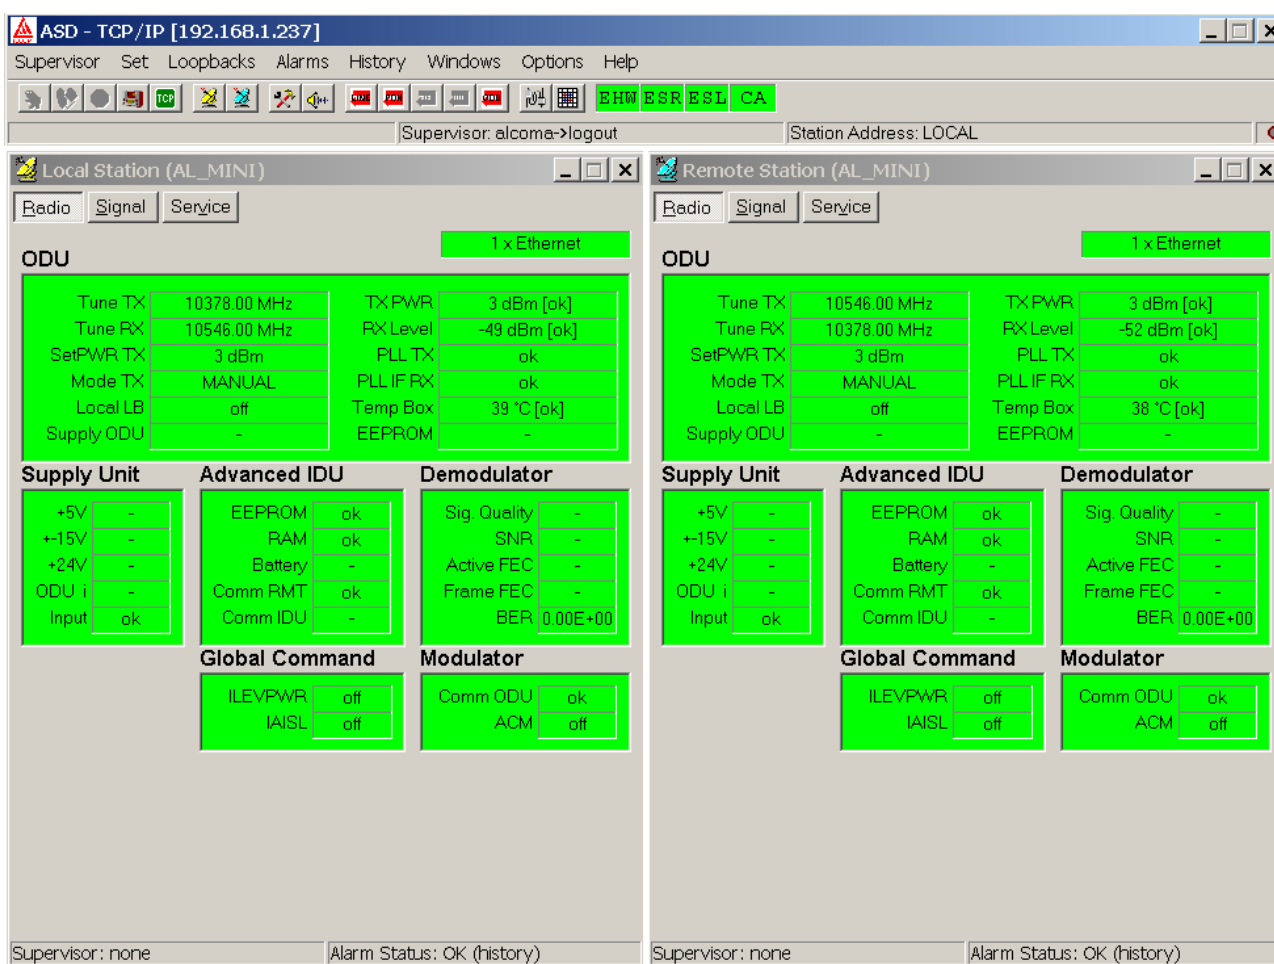 ASD - TCP/IP [192.168.1.237]
Supervisor Set Loopbacks Alarms History Windows Options Help
TCP EHW ESR ESL CA
Supervisor: alcoma->logout Station Address: LOCAL
Local Station (AL_MINI)
Radio Signal Service
1 x Ethernet
ODU
Tune TX 10378.00 MHz TX PWR 3 dBm [ok]
Tune RX 10546.00 MHz RX Level -49 dBm [ok]
SetPWR TX 3 dBm PLL TX ok
Mode TX MANUAL PLL IF RX ok
Local LB off Temp Box 39 °C [ok]
Supply ODU - EEPROM -
Supply Unit Advanced IDU Demodulator
+5V - EEPROM ok Sig. Quality -
+-15V - RAM ok SNR -
+24V - Battery - Active FEC -
ODU i - Comm RMT ok Frame FEC -
Input ok Comm IDU - BER 0.00E+00
Global Command Modulator
ILEVPWR off Comm ODU ok
IAISL off ACM off
Supervisor: none Alarm Status: OK (history)
Remote Station (AL_MINI)
Radio Signal Service
1 x Ethernet
ODU
Tune TX 10546.00 MHz TX PWR 3 dBm [ok]
Tune RX 10378.00 MHz RX Level -52 dBm [ok]
SetPWR TX 3 dBm PLL TX ok
Mode TX MANUAL PLL IF RX ok
Local LB off Temp Box 38 °C [ok]
Supply ODU - EEPROM -
Supply Unit Advanced IDU Demodulator
+5V - EEPROM ok Sig. Quality -
+-15V - RAM ok SNR -
+24V - Battery - Active FEC -
ODU i - Comm RMT ok Frame FEC -
Input ok Comm IDU - BER 0.00E+00
Global Command Modulator
ILEVPWR off Comm ODU ok
IAISL off ACM off
Supervisor: none Alarm Status: OK (history)